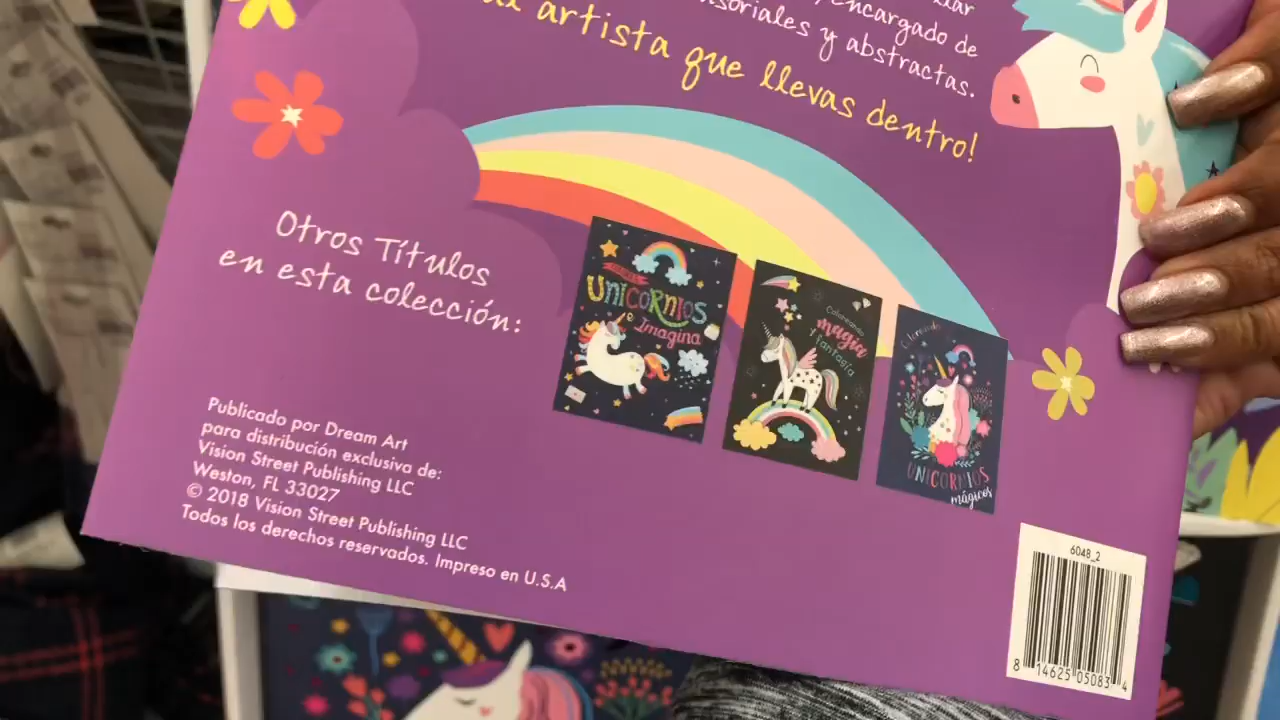 encargado de
y abstractas.
artista que llevas dentro!
Otros Títulos
en esta colección:
UNICORNIOS
Imagina
Coloreando
magia
y fantasía
Coloreando
UNICORNIOS
mágicos
Publicado por Dream Art
para distribución exclusiva de:
Vision Street Publishing LLC
Weston, FL 33027
© 2018 Vision Street Publishing LLC
Todos los derechos reservados. Impreso en U.S.A
6048_2
8 14625 05083 4